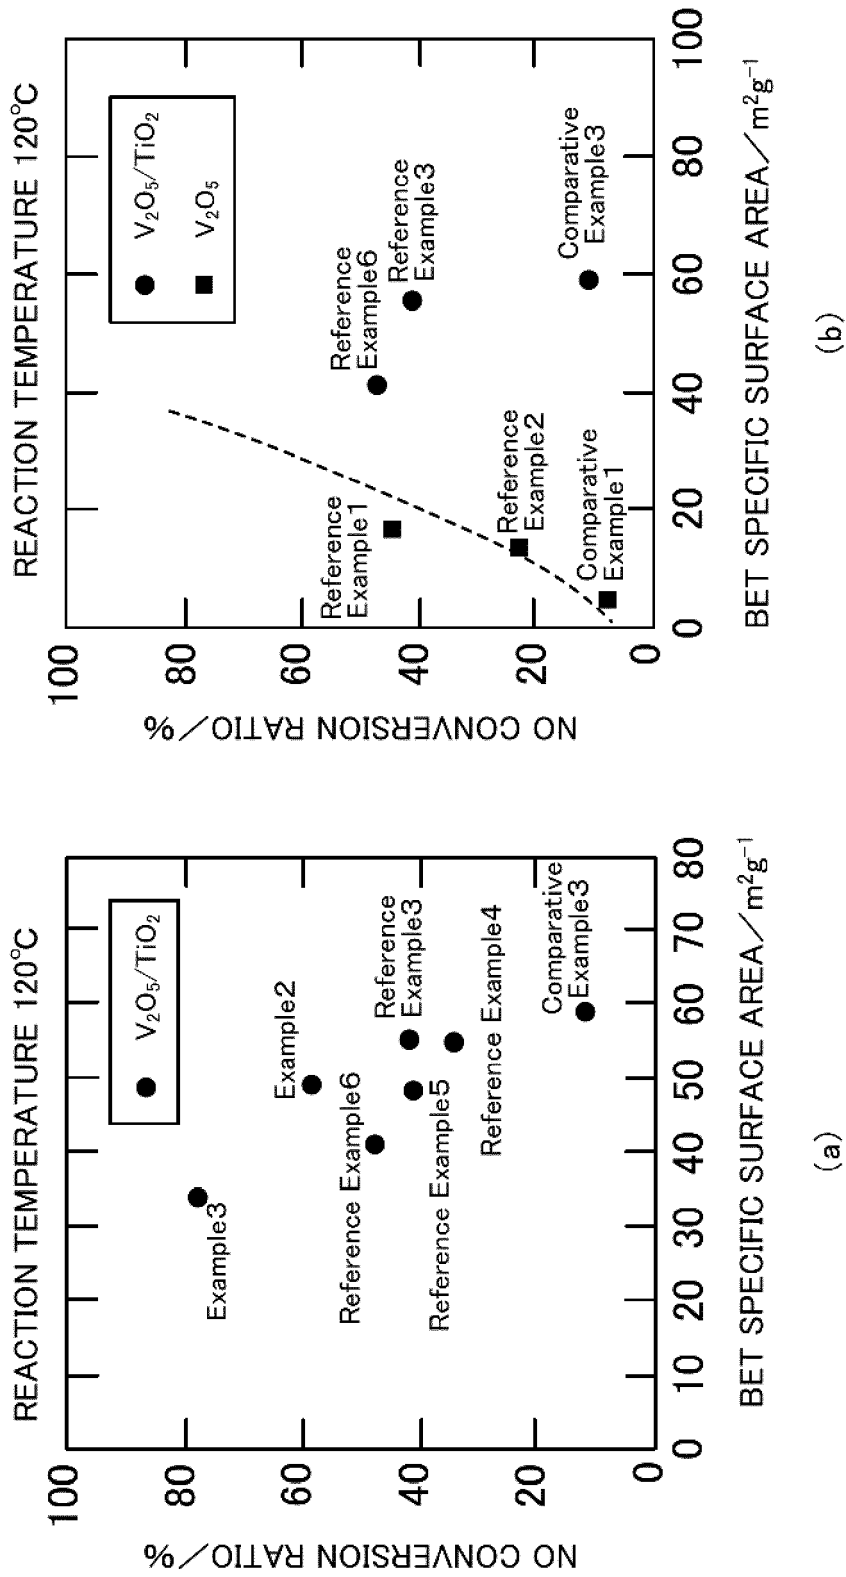 REACTION TEMPERATURE 120°C
NO CONVERSION RATIO/%
100
80
60
40
20
0
V₂O₅/TiO₂
Example3
Example2
Reference Example6
Reference
Example3
Reference Example5
Reference Example4
Comparative
Example3
0
10
20
30
40
50
60
70
80
BET SPECIFIC SURFACE AREA/m²g⁻¹
(a)
REACTION TEMPERATURE 120°C
NO CONVERSION RATIO/%
100
80
60
40
20
0
V₂O₅/TiO₂
V₂O₅
Reference
Example1
Reference
Example6
Reference
Example3
Reference
Example2
Comparative
Example1
Comparative
Example3
0
20
40
60
80
100
BET SPECIFIC SURFACE AREA/m²g⁻¹
(b)